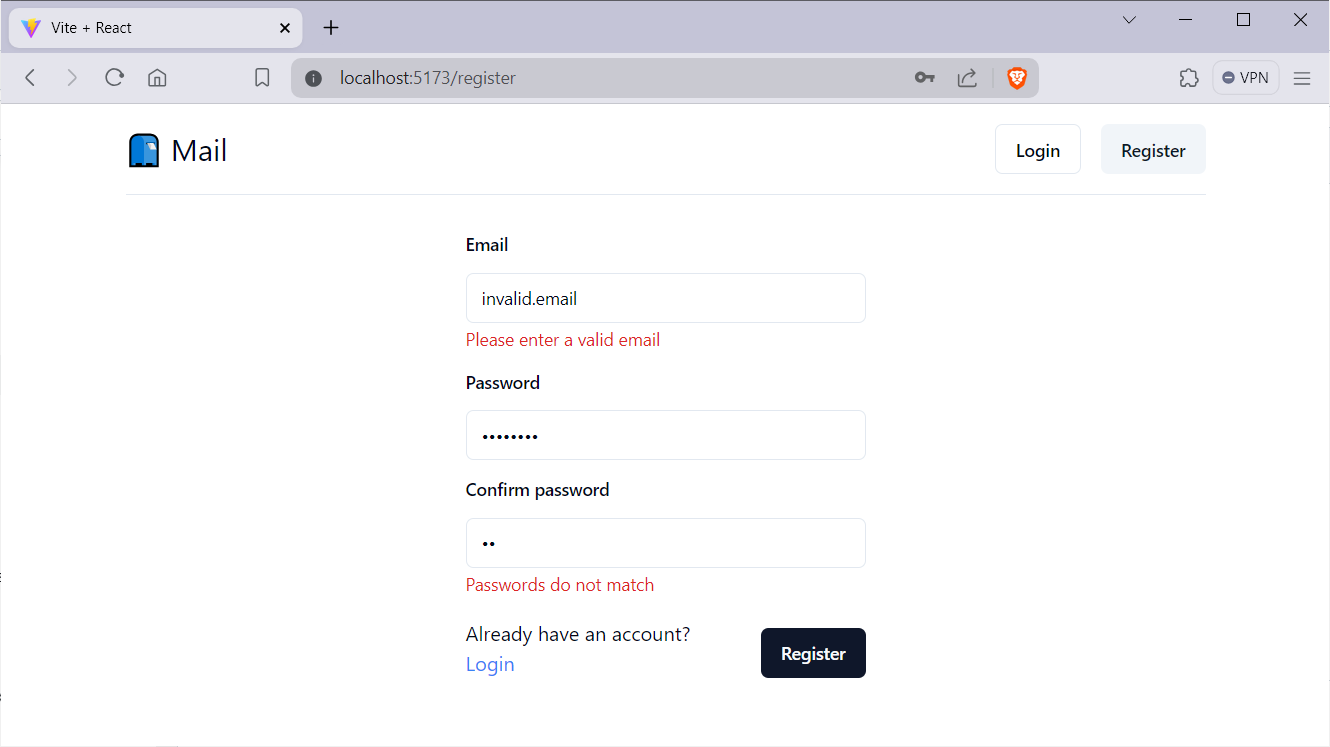 Vite + React
localhost:5173/register
VPN
Mail
Login
Register
Email
invalid.email
Please enter a valid email
Password
••••••••
Confirm password
••
Passwords do not match
Already have an account?
Login
Register